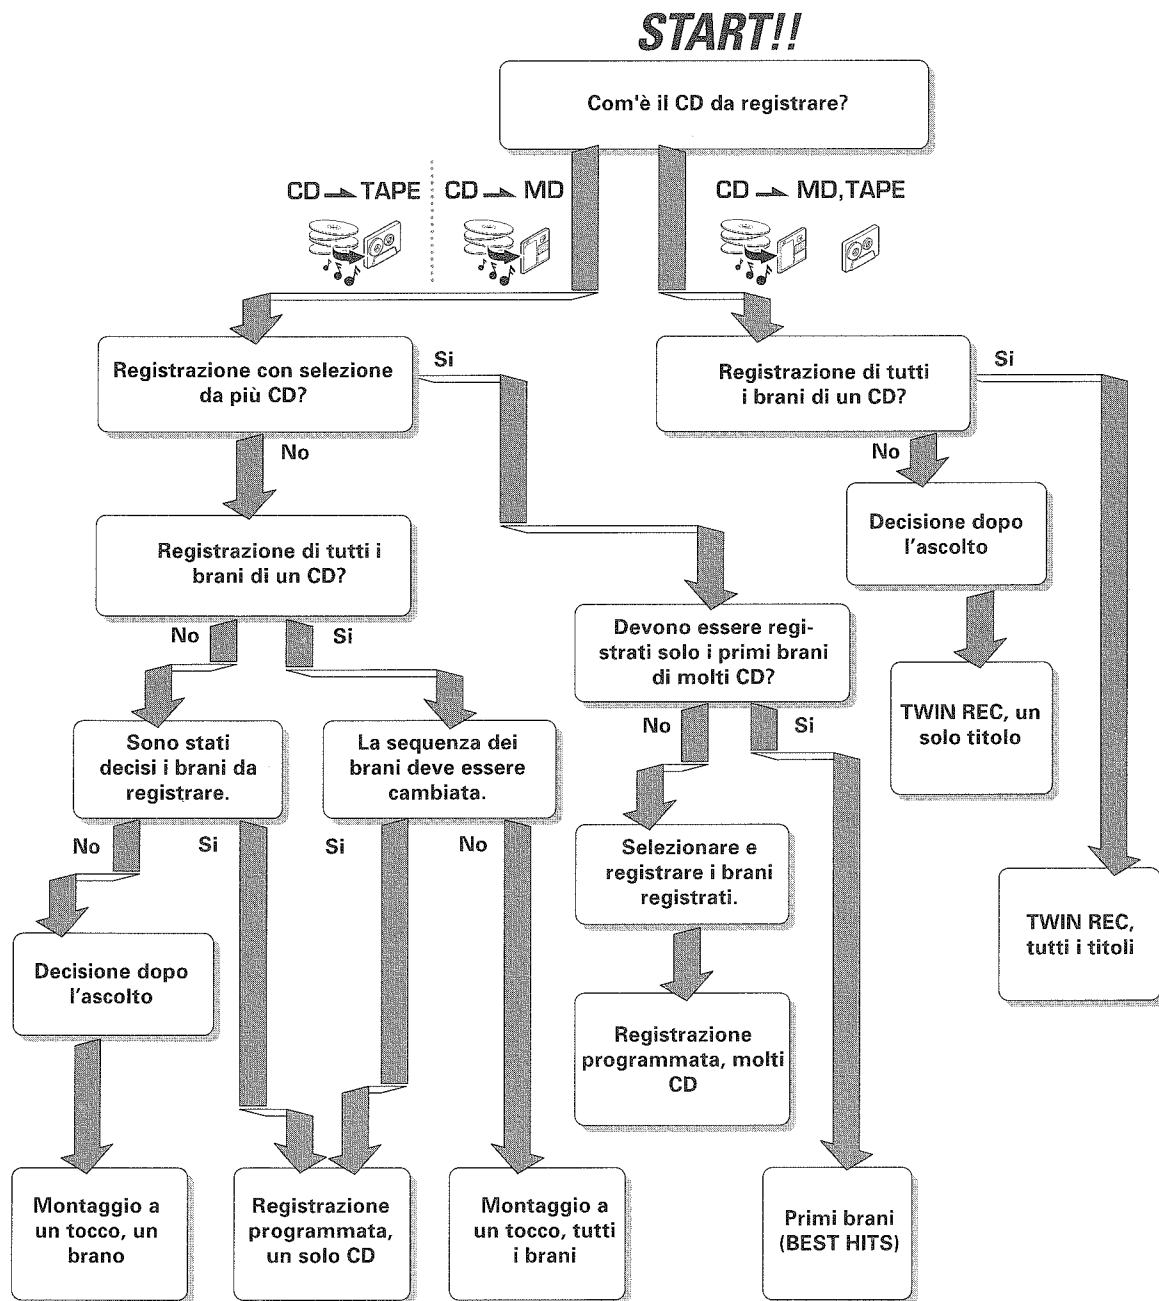 START!!
Com'è il CD da registrare?
CD → TAPE
CD → MD
CD → MD, TAPE
Registrazione con selezione
da più CD?
Si
Registrazione di tutti
i brani di un CD?
Si
No
No
Decisione dopo
l'ascolto
Registrazione di tutti i
brani di un CD?
Devono essere regi-
strati solo i primi brani
di molti CD?
No
Si
TWIN REC, un
solo titolo
Sono stati
decisi i brani da
registrare.
La sequenza dei
brani deve essere
cambiata.
No
Si
No
Si
Si
No
Selezionare e
registrare i brani
registrati.
TWIN REC,
tutti i titoli
Decisione dopo
l'ascolto
Registrazione
programmata, molti
CD
Montaggio a
un tocco, un
brano
Registrazione
programmata,
un solo CD
Montaggio a
un tocco, tutti
i brani
Primi brani
(BEST HITS)